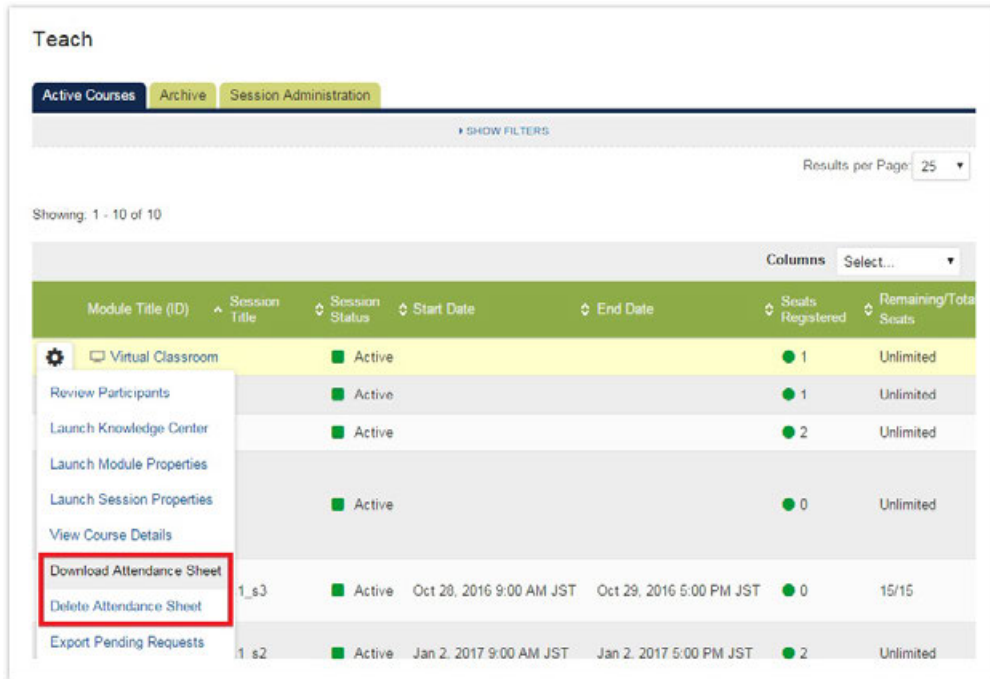 Teach
Active Courses Archive Session Administration
SHOW FILTERS
Results per Page: 25
Showing: 1 - 10 of 10
Columns Select...
Module Title (ID) Session Title Session Status Start Date End Date Seats Registered Remaining/Tota Seats
Virtual Classroom Active 1 Unlimited
Review Participants Active 1 Unlimited
Launch Knowledge Center Active 2 Unlimited
Launch Module Properties
Launch Session Properties Active 0 Unlimited
View Course Details
Download Attendance Sheet
1_s3 Active Oct 28, 2016 9:00 AM JST Oct 29, 2016 5:00 PM JST 0 15/15
Delete Attendance Sheet
Export Pending Requests
1_s2 Active Jan 2, 2017 9:00 AM JST Jan 2, 2017 5:00 PM JST 2 Unlimited